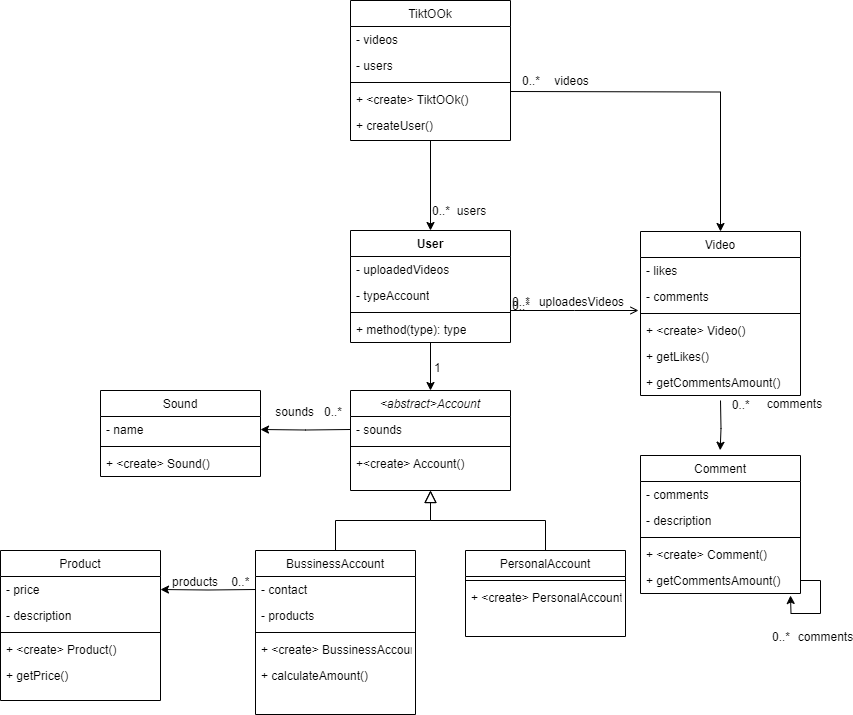 TiktOOk
- videos
- users
+ <create> TiktOOk()
+ createUser()
0..* videos
0..* users
User
- uploadedVideos
- typeAccount
+ method(type): type
0..* uploadesVideos
0..*
Video
- likes
- comments
+ <create> Video()
+ getLikes()
+ getCommentsAmount()
1
0..* comments
Sound
- name
+ <create> Sound()
sounds 0..*
<abstract>Account
- sounds
+<create> Account()
Comment
- comments
- description
+ <create> Comment()
+ getCommentsAmount()
0..* comments
Product
- price
- description
+ <create> Product()
+ getPrice()
products 0..*
BussinessAccount
- contact
- products
+ <create> BussinessAccou
+ calculateAmount()
PersonalAccount
+ <create> PersonalAccount